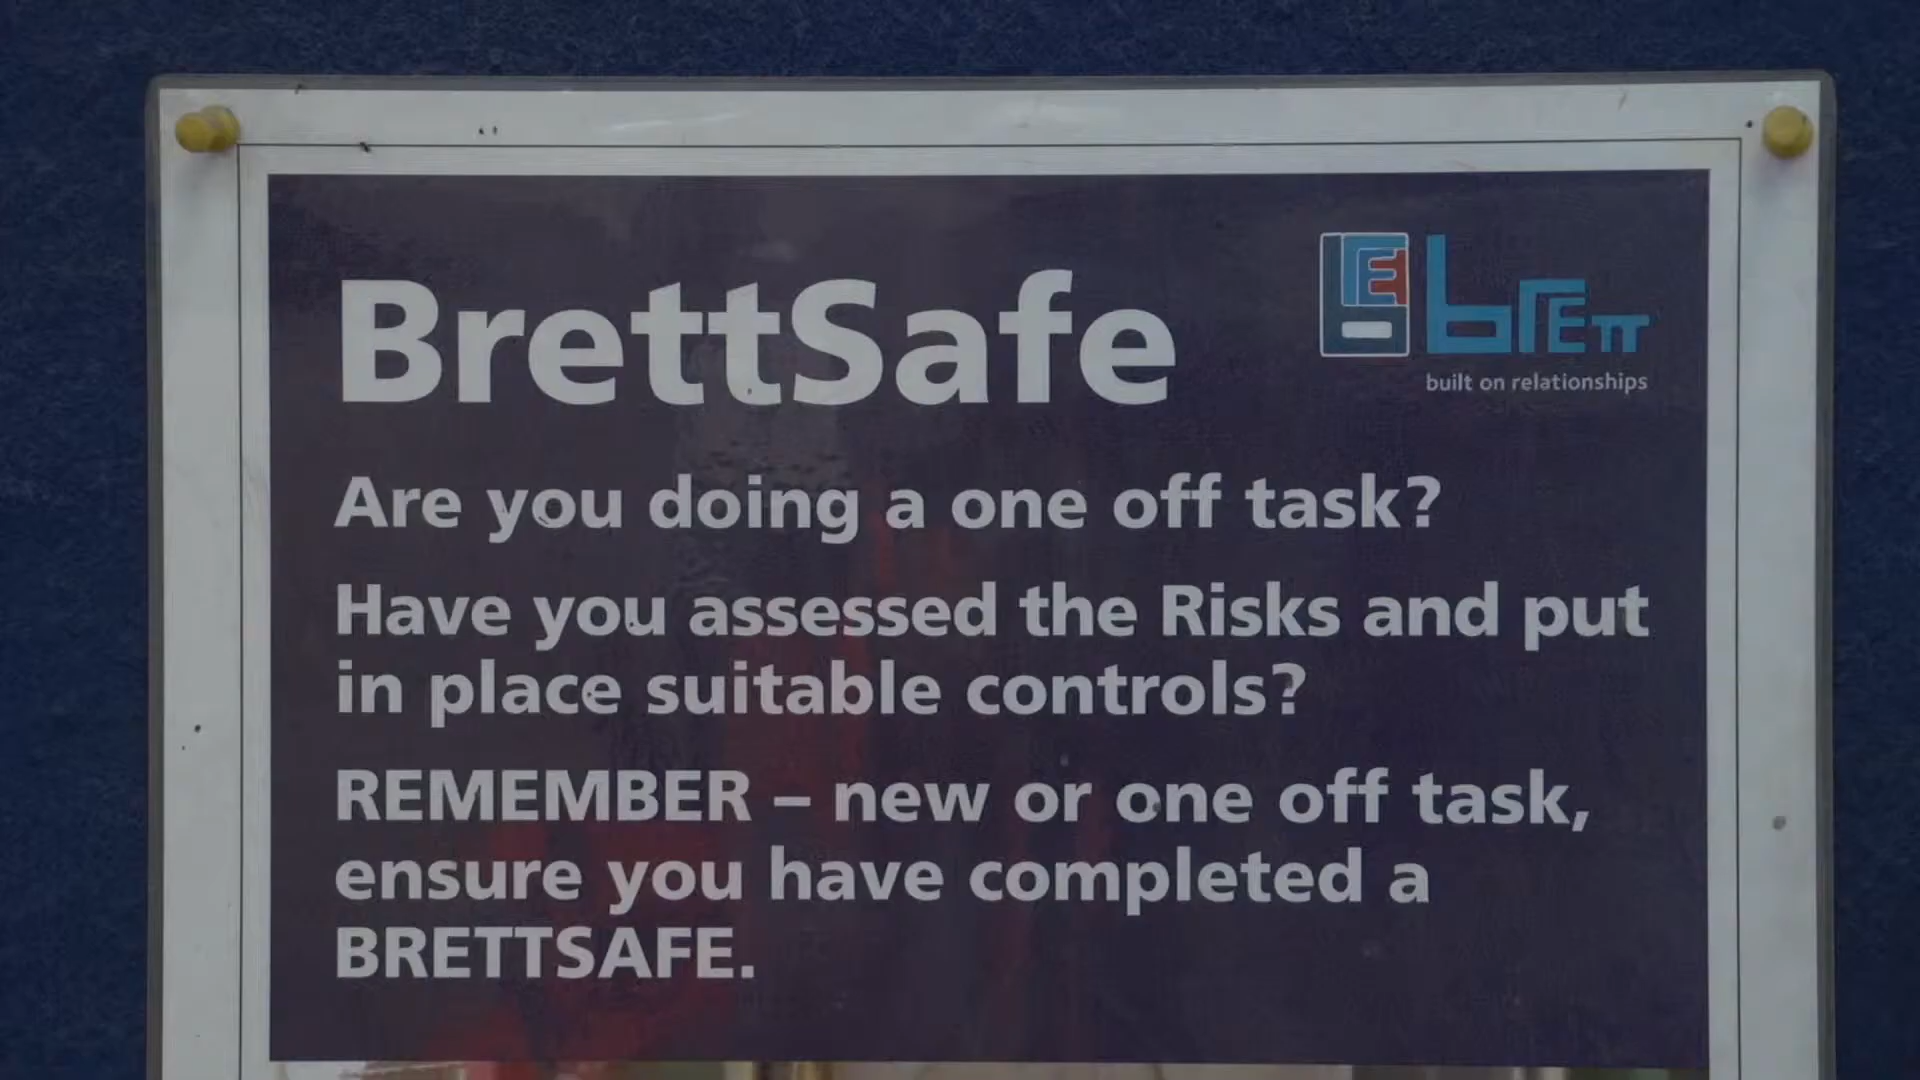 BrettSafe
brett
built on relationships
Are you doing a one off task?
Have you assessed the Risks and put
in place suitable controls?
REMEMBER – new or one off task,
ensure you have completed a
BRETTSAFE.